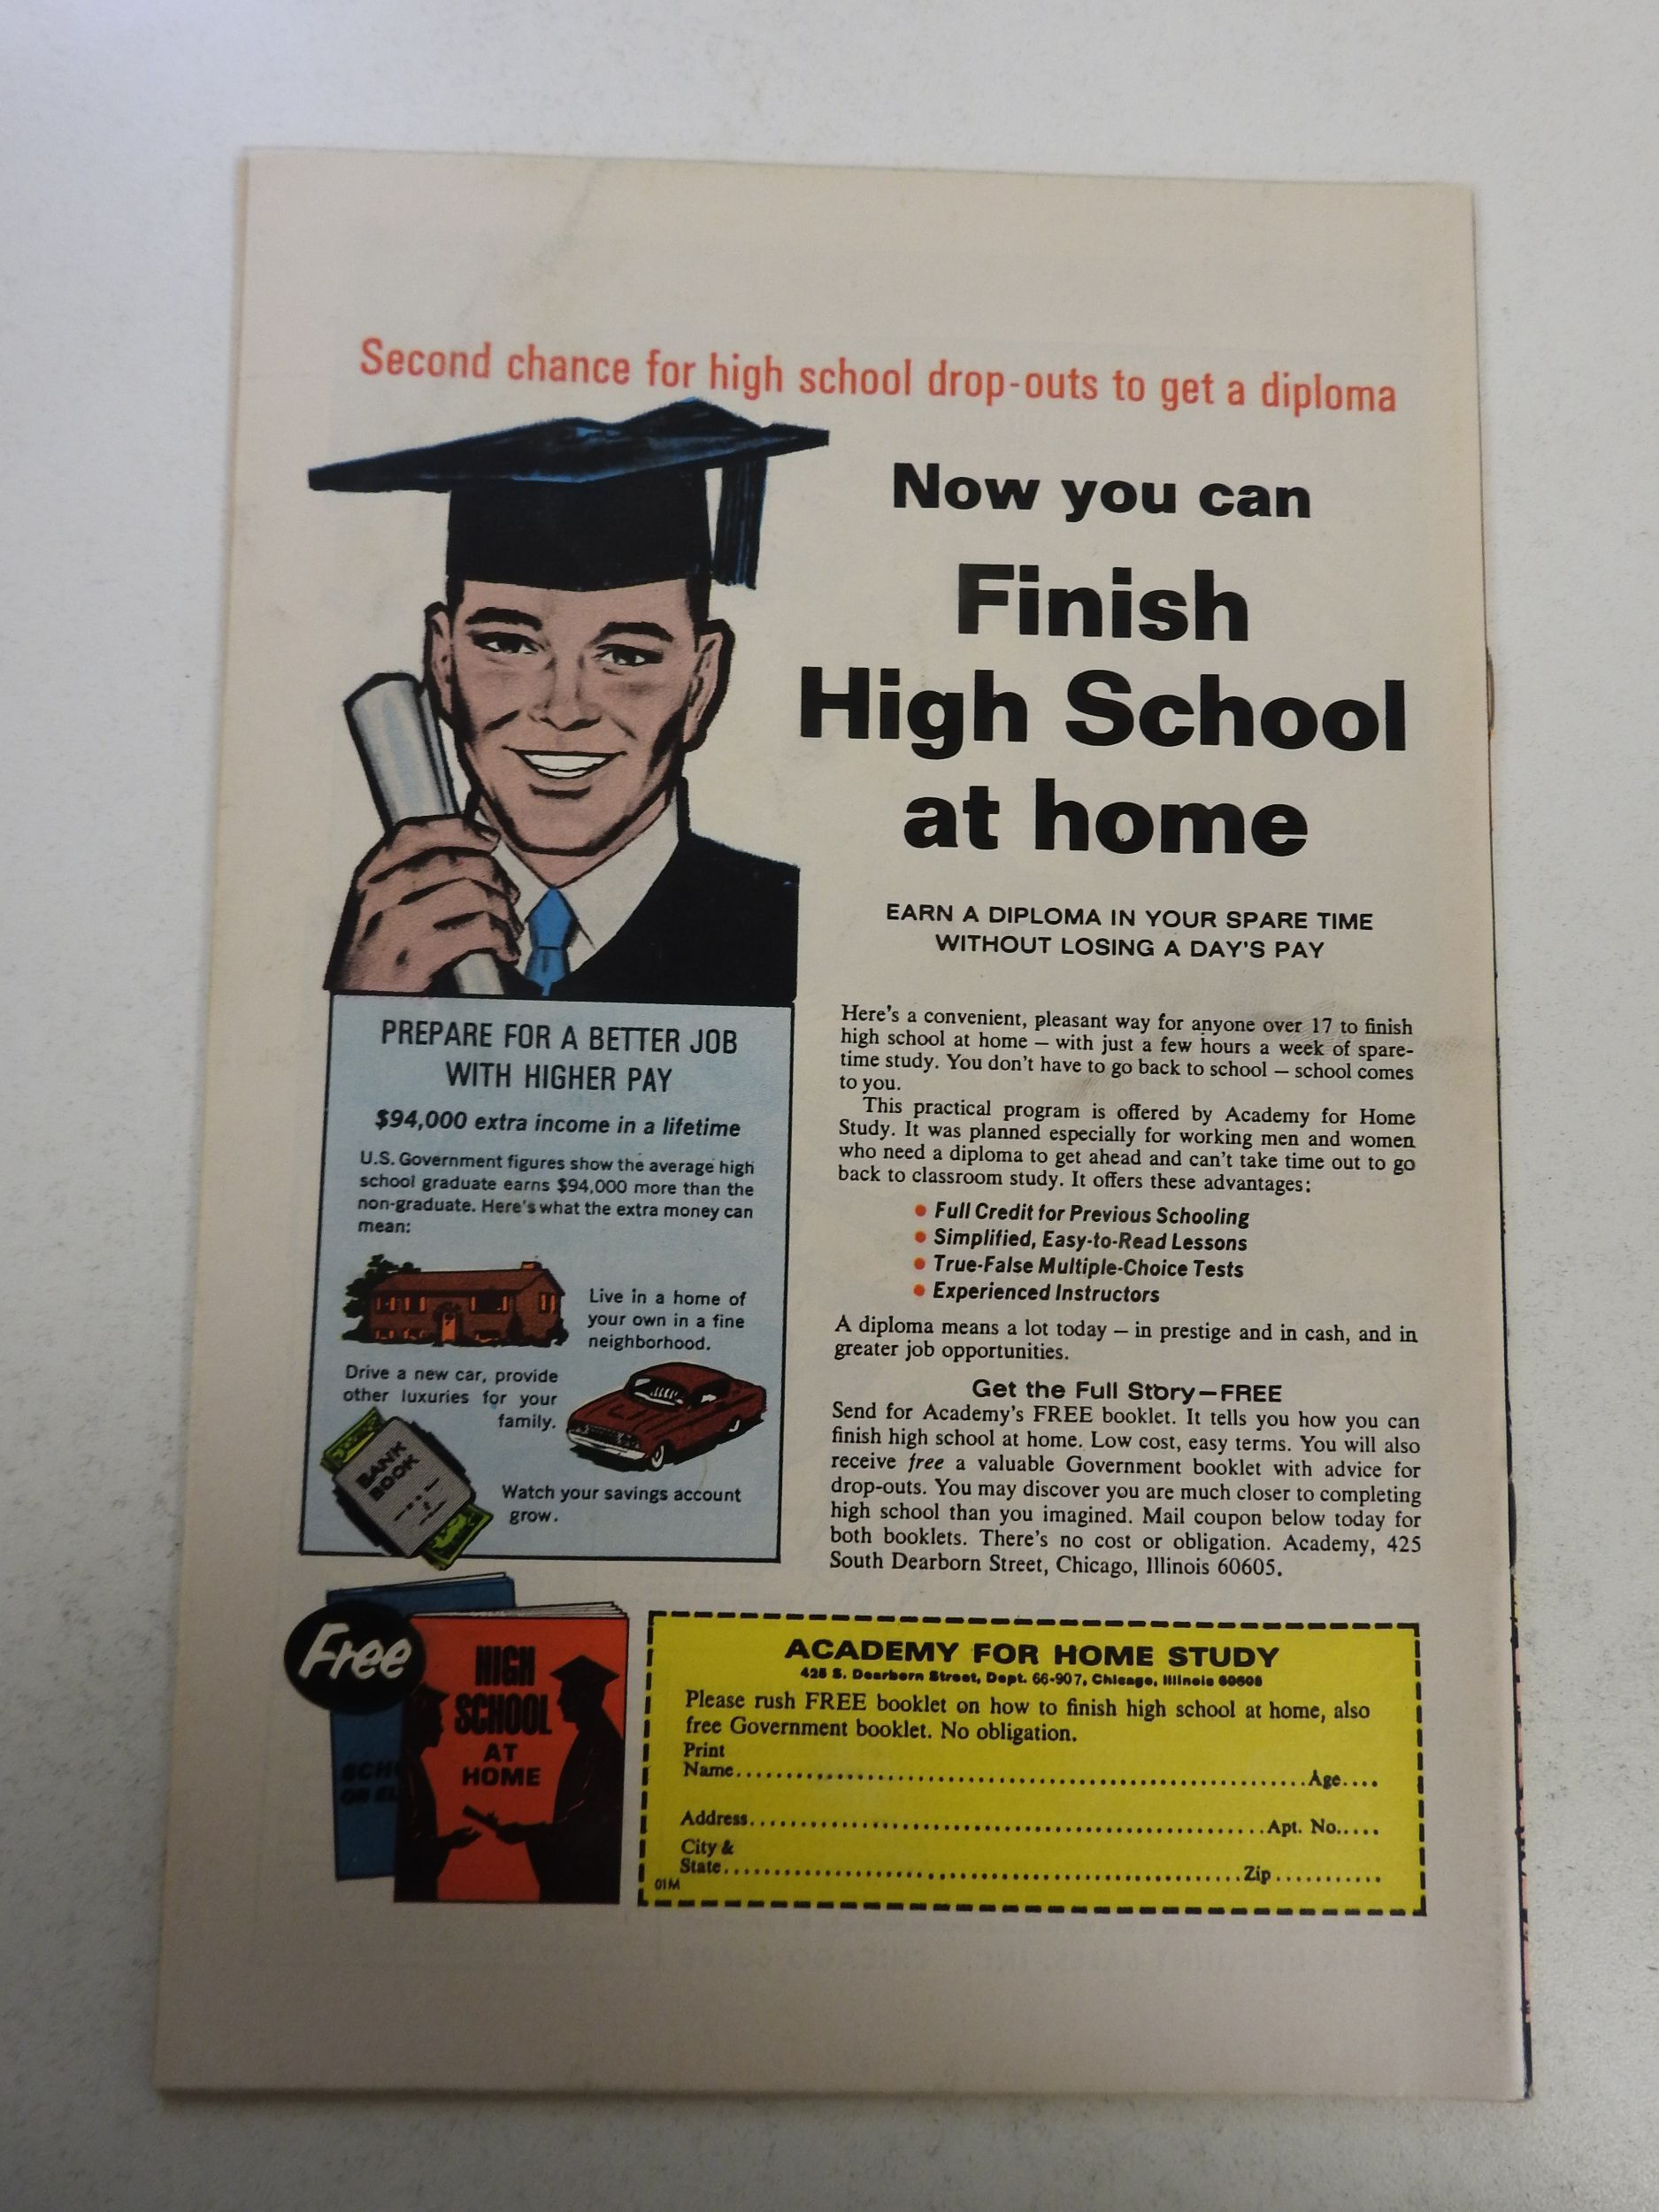 Second chance for high school drop-outs to get a diploma
Now you can
Finish
High School
at home
EARN A DIPLOMA IN YOUR SPARE TIME
WITHOUT LOSING A DAY'S PAY
PREPARE FOR A BETTER JOB
WITH HIGHER PAY
$94,000 extra income in a lifetime
U.S. Government figures show the average high
school graduate earns $94,000 more than the
non-graduate. Here's what the extra money can
mean:
Live in a home of
your own in a fine
neighborhood.
Drive a new car, provide
other luxuries for your
family.
BANK
BOOK
Watch your savings account
grow.
Here's a convenient, pleasant way for anyone over 17 to finish
high school at home — with just a few hours a week of spare-
time study. You don't have to go back to school — school comes
to you.
This practical program is offered by Academy for Home
Study. It was planned especially for working men and women
who need a diploma to get ahead and can't take time out to go
back to classroom study. It offers these advantages:
• Full Credit for Previous Schooling
• Simplified, Easy-to-Read Lessons
• True-False Multiple-Choice Tests
• Experienced Instructors
A diploma means a lot today — in prestige and in cash, and in
greater job opportunities.
Get the Full Story—FREE
Send for Academy's FREE booklet. It tells you how you can
finish high school at home. Low cost, easy terms. You will also
receive free a valuable Government booklet with advice for
drop-outs. You may discover you are much closer to completing
high school than you imagined. Mail coupon below today for
both booklets. There's no cost or obligation. Academy, 425
South Dearborn Street, Chicago, Illinois 60605.
Free
HIGH
SCHOOL
AT
HOME
SCH
OR EL
ACADEMY FOR HOME STUDY
425 S. Dearborn Street, Dept. 66-907, Chicago, Illinois 60605
Please rush FREE booklet on how to finish high school at home, also
free Government booklet. No obligation.
Print
Name..........Age....
Address..........Apt. No.....
City &
State..........Zip...........
01M